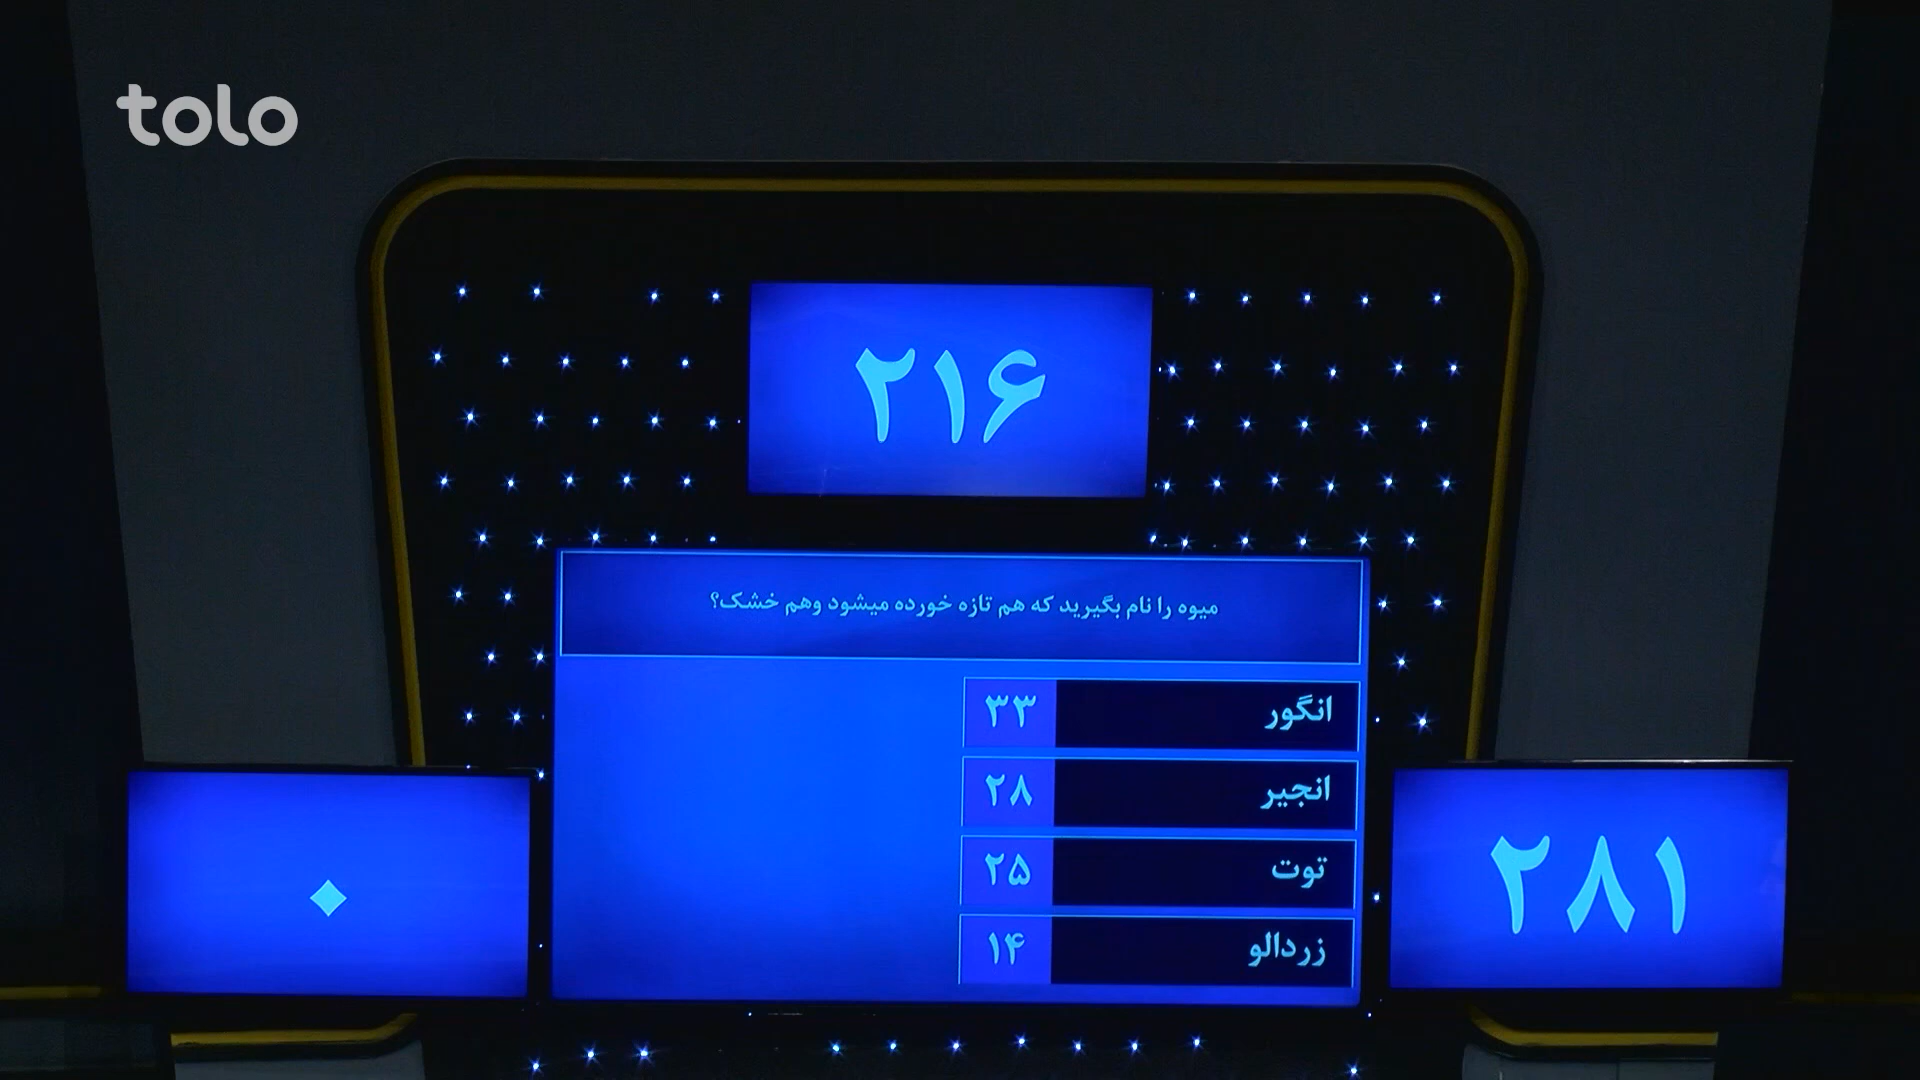 tolo
۲۱۶
میوه را نام بگیرید که هم تازه خورده میشود وهم خشک؟
انگور ۳۳
انجیر ۲۸
توت ۲۵
زردالو ۱۴
۰
۲۸۱